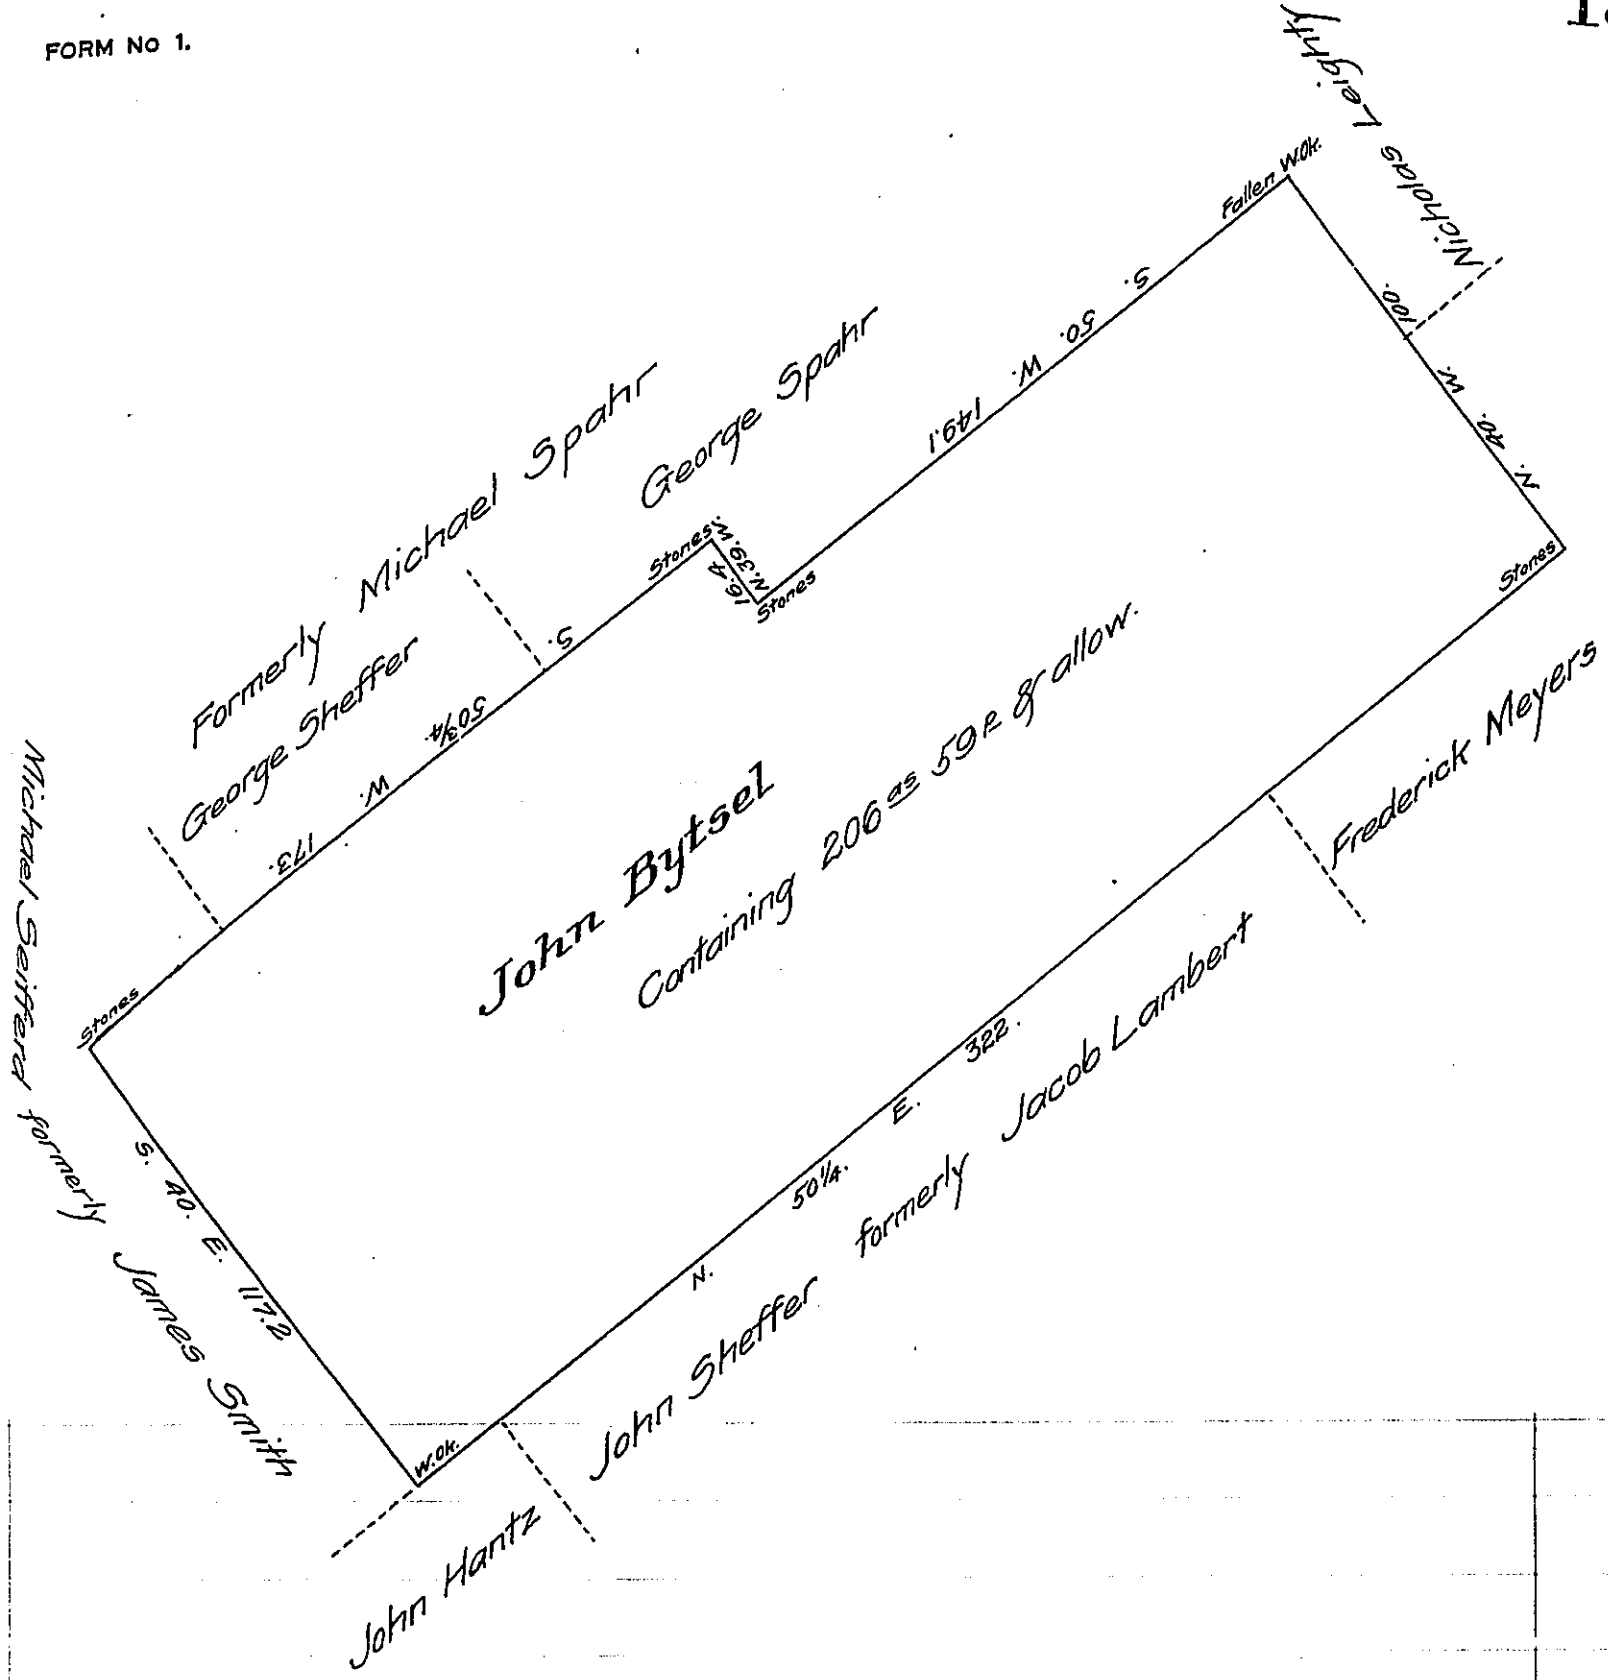 FORM No 1.
Nicholas Leighty
Fallen W.Ok.
S. 50. W. 149.1
100.
N. 40. W.
Formerly Michael Spahr
George Spahr
Stones
N. 39. W.
16.4
Stones
Stones
George Sheffer
S. 50¾. W. 173.
Containing 206 as 59 P & allow.
John Bytsel
Frederick Meyers
Michael Seifferd formerly James Smith
Stones
S. 40. E. 117.2
N. 50¼. E. 322.
W.Ok.
John Sheffer formerly Jacob Lambert
John Hantz